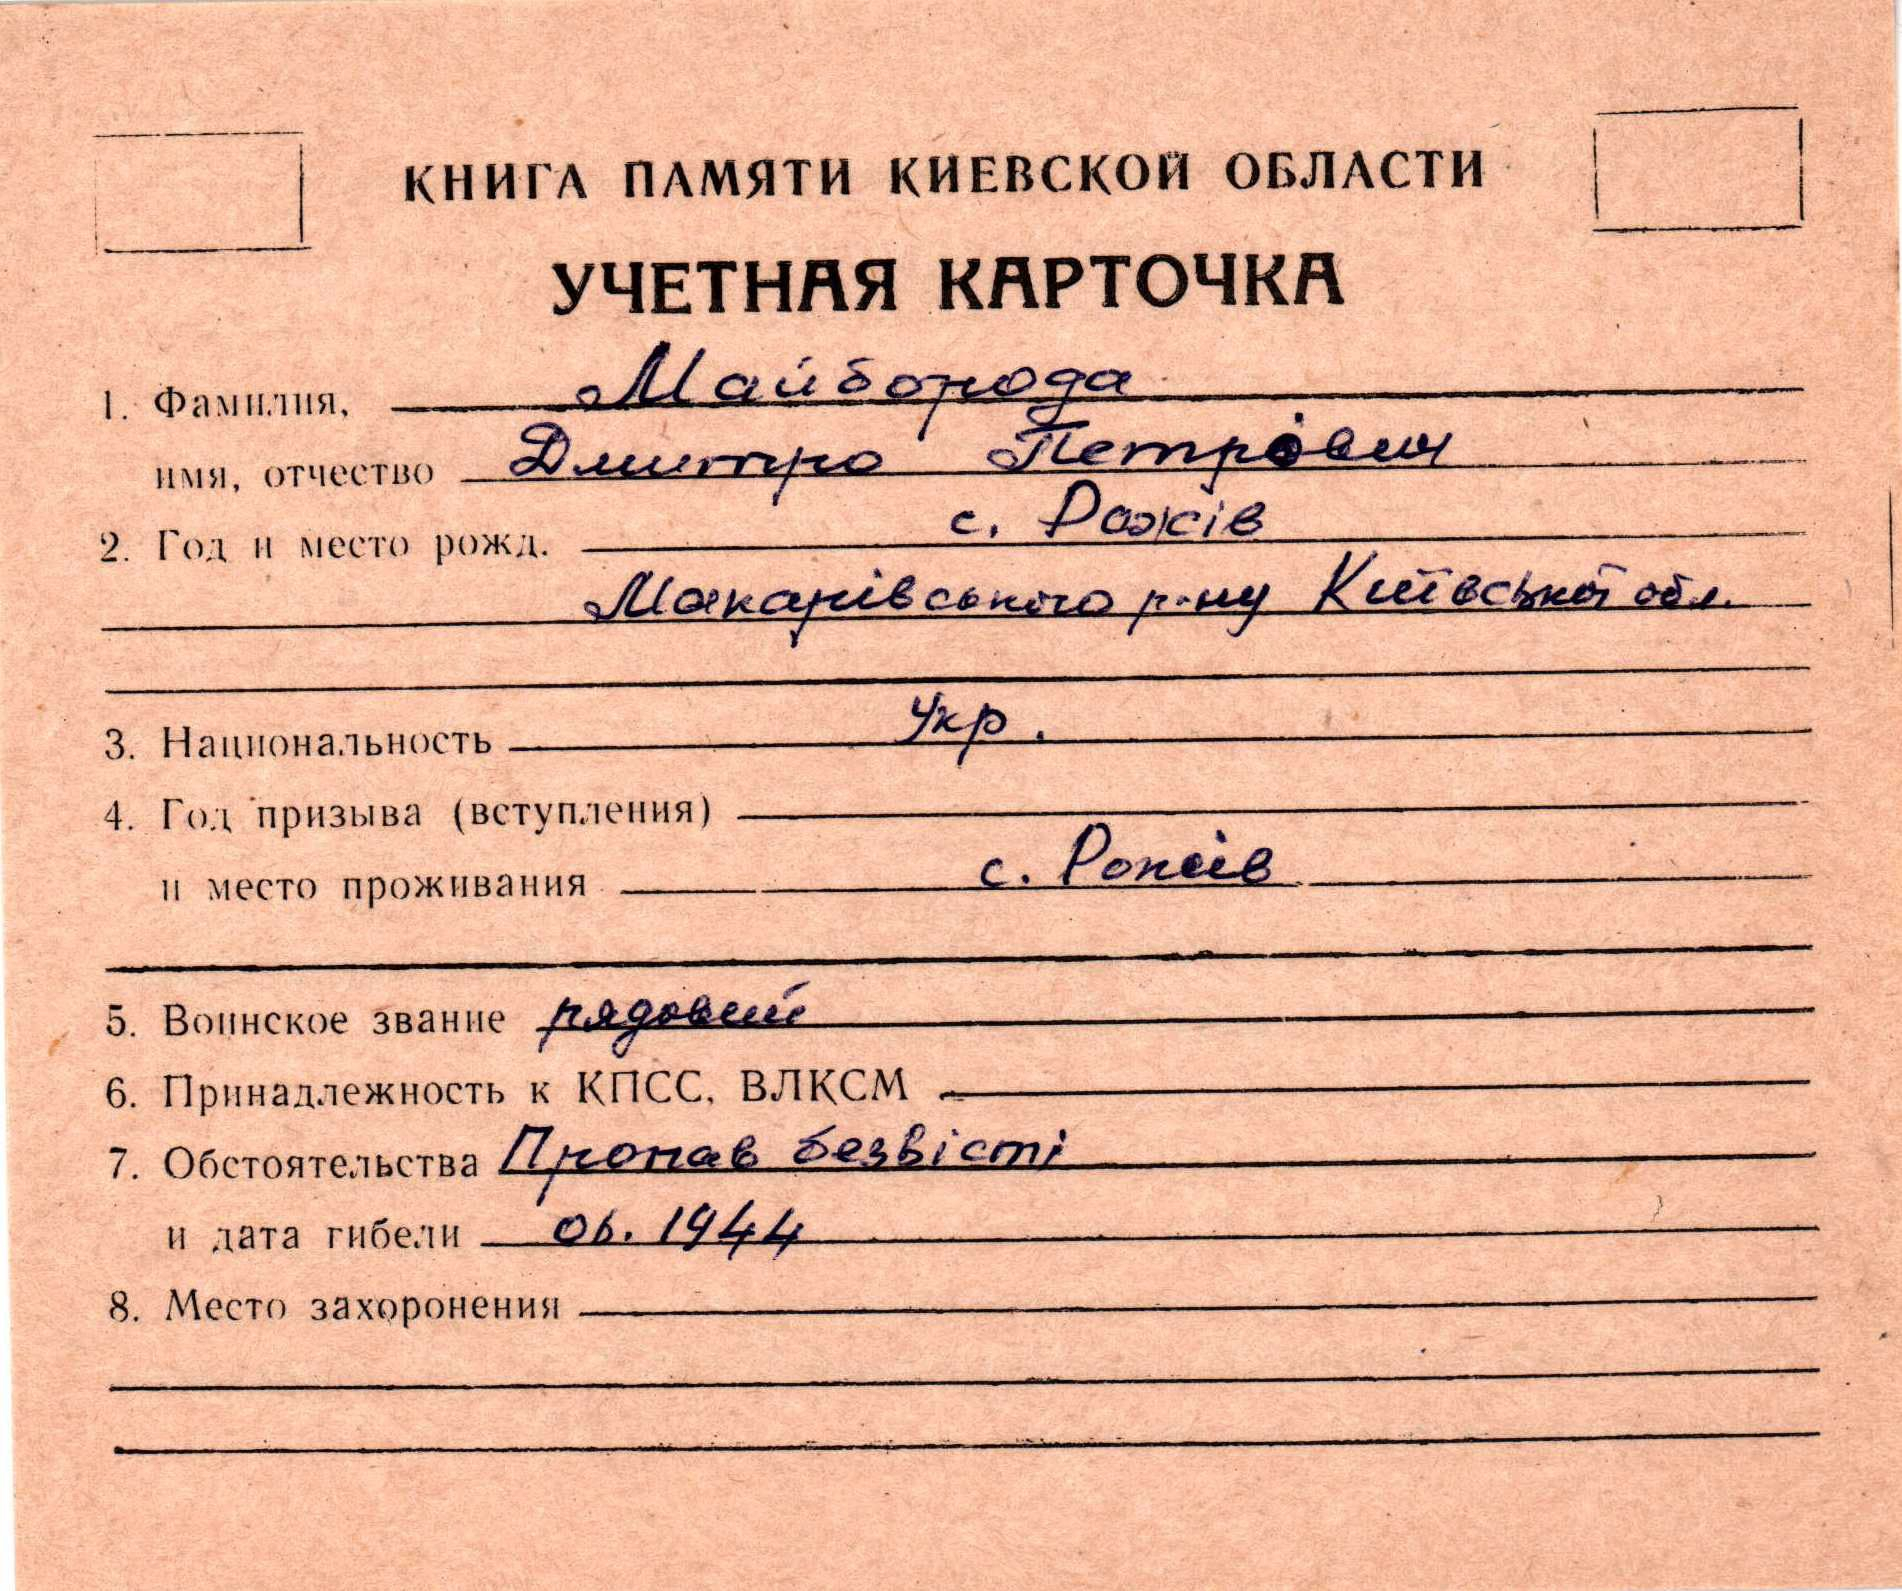 КНИГА ПАМЯТИ КИЕВСКОЙ ОБЛАСТИ
УЧЕТНАЯ КАРТОЧКА
1. Фамилия, Майборода
имя, отчество Дмитро Петрович
2. Год и место рожд. с. Рожів
Макарівського р-ну Київської обл.
3. Национальность Укр.
4. Год призыва (вступления)
и место проживания с. Рожів
5. Воинское звание рядовий
6. Принадлежность к КПСС, ВЛКСМ
7. Обстоятельства Пропав безвісті
и дата гибели 06.1944
8. Место захоронения